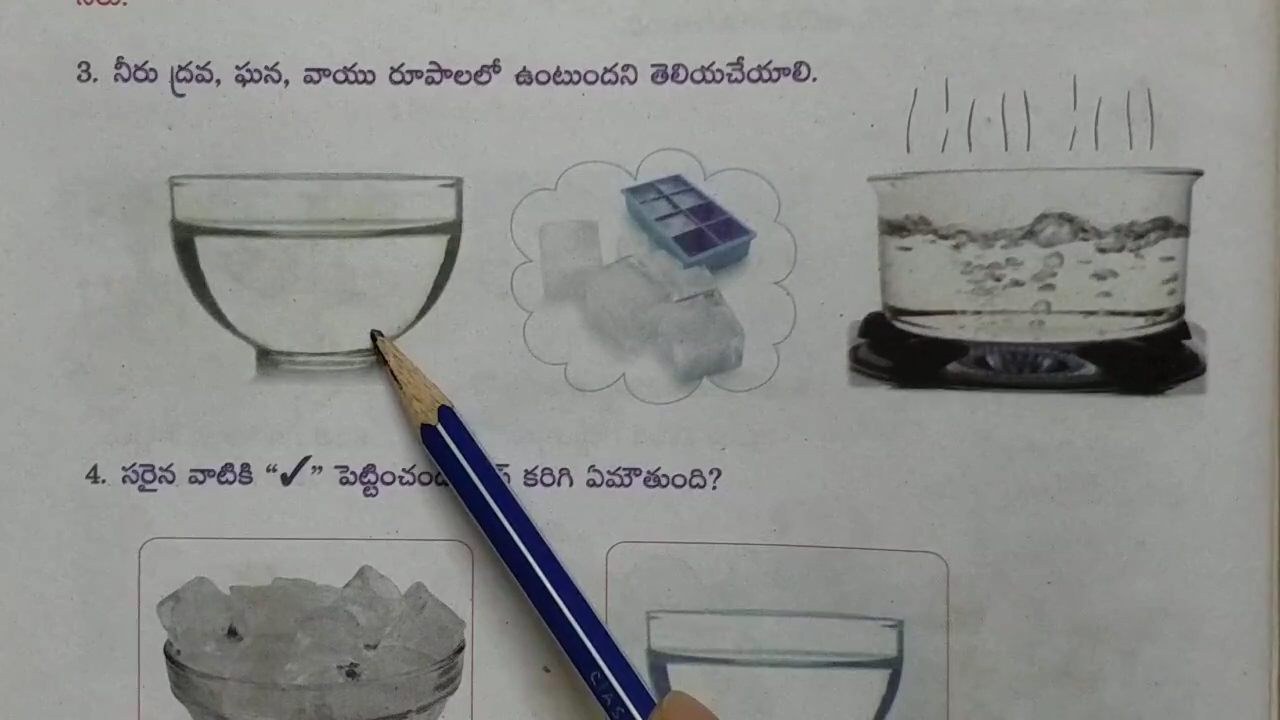 నీరు.
3. నీరు ద్రవ, ఘన, వాయు రూపాలలో ఉంటుందని తెలియచేయాలి.
4. సరైన వాటికి “✓” పెట్టించండి కరిగి ఏమౌతుంది?